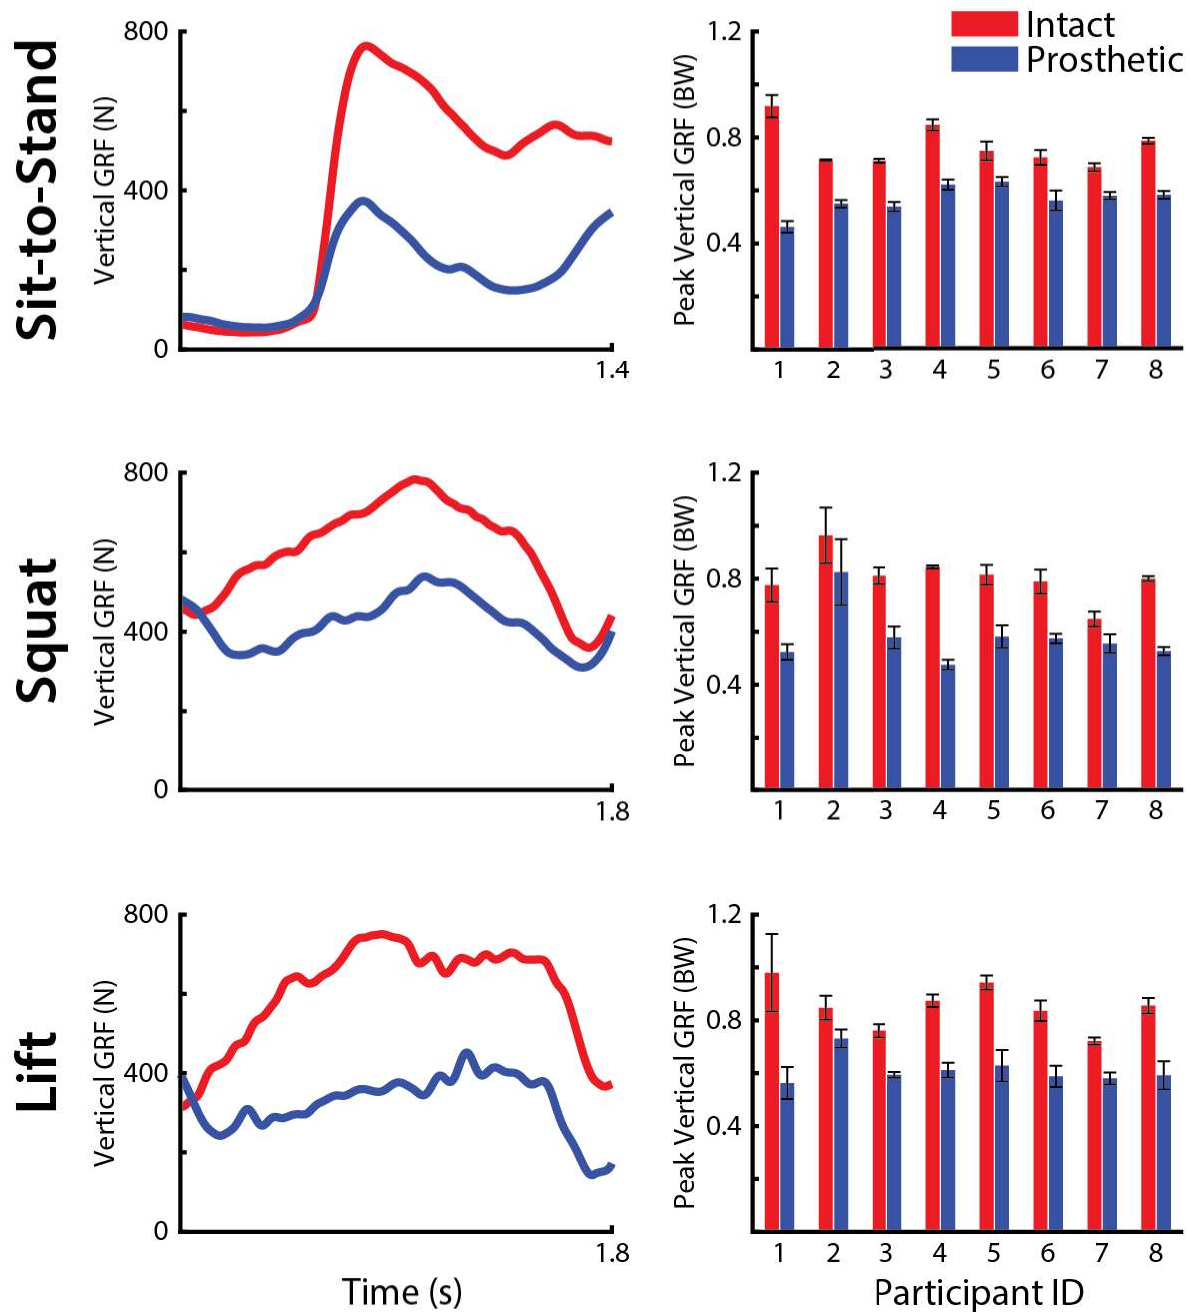 Sit-to-Stand
Vertical GRF (N)
800
400
0
1.4
Peak Vertical GRF (BW)
1.2
0.8
0.4
1 2 3 4 5 6 7 8
Intact
Prosthetic
Squat
Vertical GRF (N)
800
400
0
1.8
Peak Vertical GRF (BW)
1.2
0.8
0.4
1 2 3 4 5 6 7 8
Lift
Vertical GRF (N)
800
400
0
1.8
Time (s)
Peak Vertical GRF (BW)
1.2
0.8
0.4
1 2 3 4 5 6 7 8
Participant ID